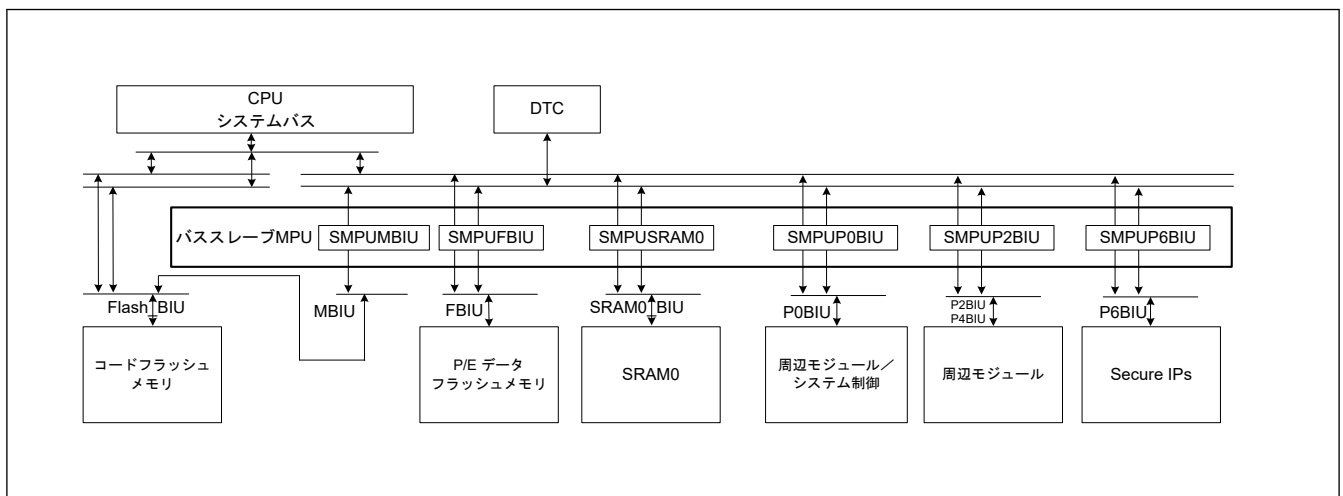 CPU
システムバス
DTC
バススレーブMPU
SMPUMBIU
SMPUFBIU
SMPUSRAM0
SMPUP0BIU
SMPUP2BIU
SMPUP6BIU
Flash BIU
MBIU
FBIU
SRAM0 BIU
P0BIU
P2BIU
P4BIU
P6BIU
コードフラッシュ
メモリ
P/E データ
フラッシュメモリ
SRAM0
周辺モジュール／
システム制御
周辺モジュール
Secure IPs